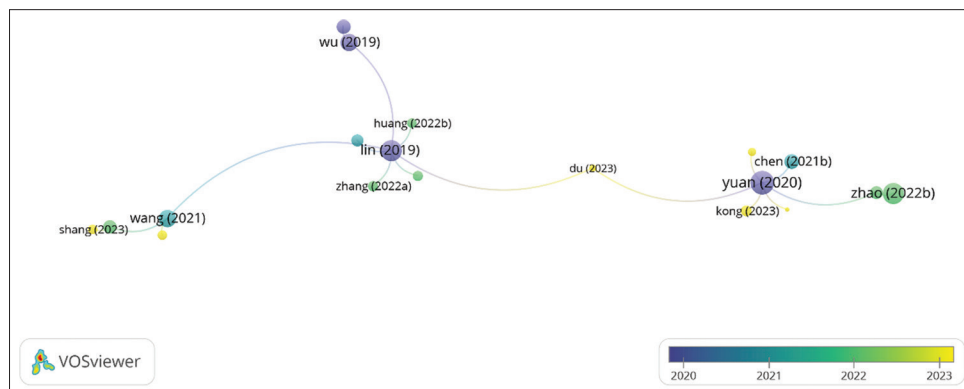 wu (2019)
huang (2022b)
lin (2019)
du (2023)
chen (2021b)
zhang (2022a)
yuan (2020)
zhao (2022b)
kong (2023)
wang (2021)
shang (2023)
VOSviewer
2020 2021 2022 2023